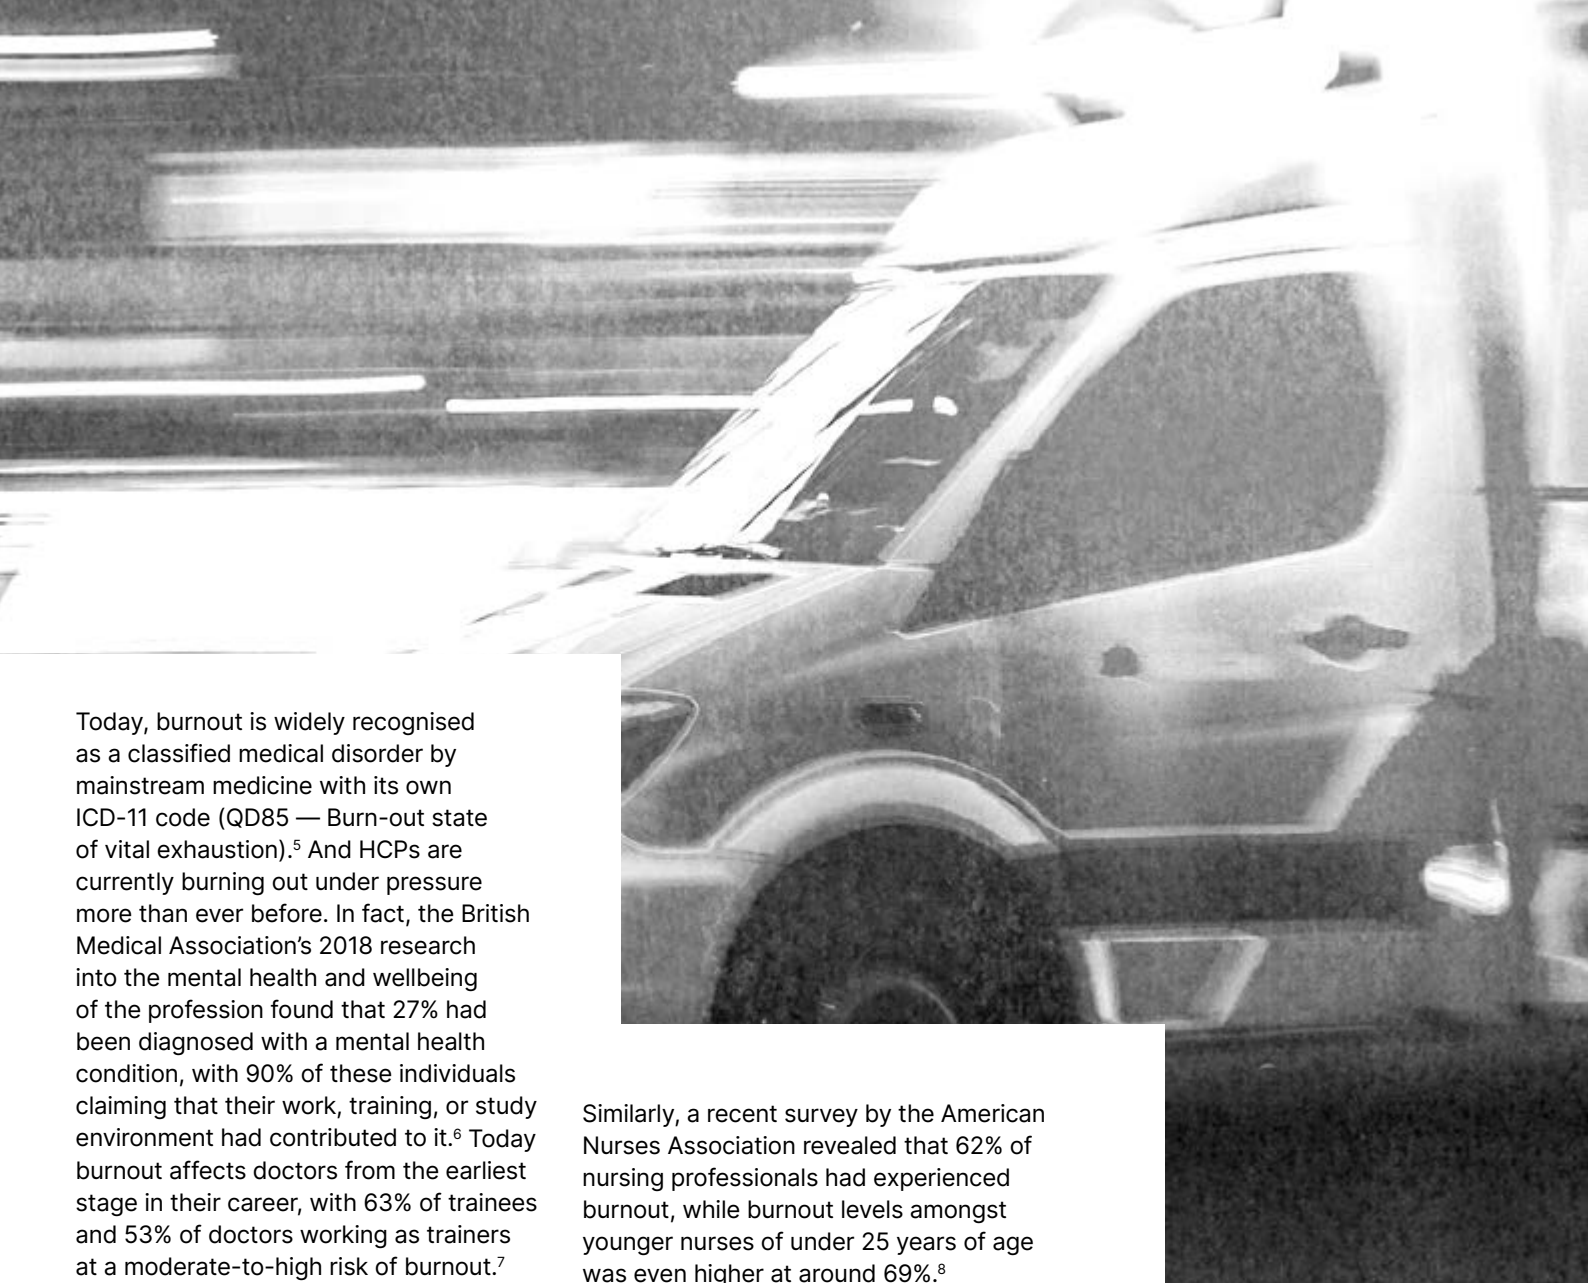 Today, burnout is widely recognised
as a classified medical disorder by
mainstream medicine with its own
ICD-11 code (QD85 — Burn-out state
of vital exhaustion).⁵ And HCPs are
currently burning out under pressure
more than ever before. In fact, the British
Medical Association’s 2018 research
into the mental health and wellbeing
of the profession found that 27% had
been diagnosed with a mental health
condition, with 90% of these individuals
claiming that their work, training, or study
environment had contributed to it.⁶ Today
burnout affects doctors from the earliest
stage in their career, with 63% of trainees
and 53% of doctors working as trainers
at a moderate-to-high risk of burnout.⁷
Similarly, a recent survey by the American
Nurses Association revealed that 62% of
nursing professionals had experienced
burnout, while burnout levels amongst
younger nurses of under 25 years of age
was even higher at around 69%.⁸